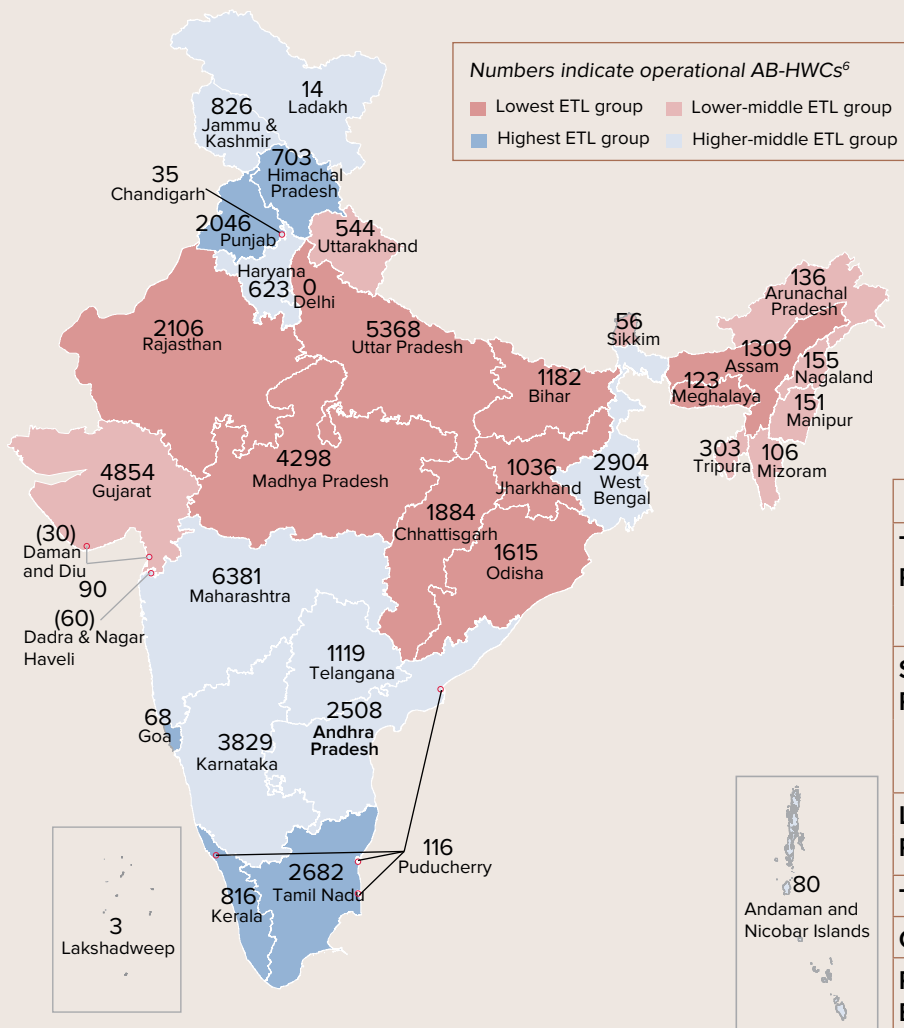 Numbers indicate operational AB-HWCs⁶
Lowest ETL group
Lower-middle ETL group
Highest ETL group
Higher-middle ETL group
14
Ladakh
826
Jammu &
Kashmir
703
Himachal
Pradesh
35
Chandigarh
2046
Punjab
544
Uttarakhand
Haryana
623
0
Delhi
2106
Rajasthan
5368
Uttar Pradesh
56
Sikkim
136
Arunachal
Pradesh
1309
Assam
155
Nagaland
123
Meghalaya
151
Manipur
1182
Bihar
303
Tripura
106
Mizoram
4854
Gujarat
4298
Madhya Pradesh
1036
Jharkhand
2904
West
Bengal
1884
Chhattisgarh
1615
Odisha
(30)
Daman
and Diu
90
(60)
Dadra & Nagar
Haveli
6381
Maharashtra
1119
Telangana
68
Goa
3829
Karnataka
2508
Andhra
Pradesh
116
Puducherry
2682
Tamil Nadu
816
Kerala
3
Lakshadweep
80
Andaman and
Nicobar Islands